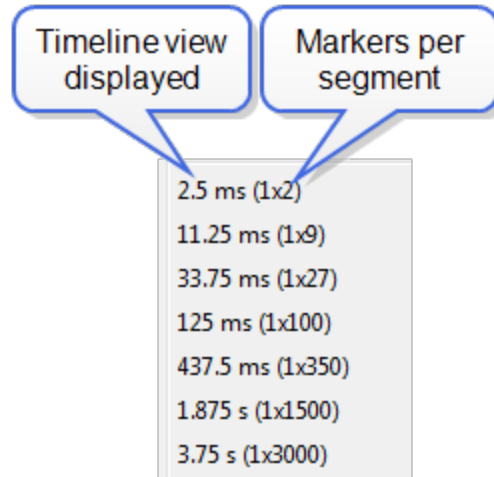 Timeline view
displayed
Markers per
segment
2.5 ms (1x2)
11.25 ms (1x9)
33.75 ms (1x27)
125 ms (1x100)
437.5 ms (1x350)
1.875 s (1x1500)
3.75 s (1x3000)